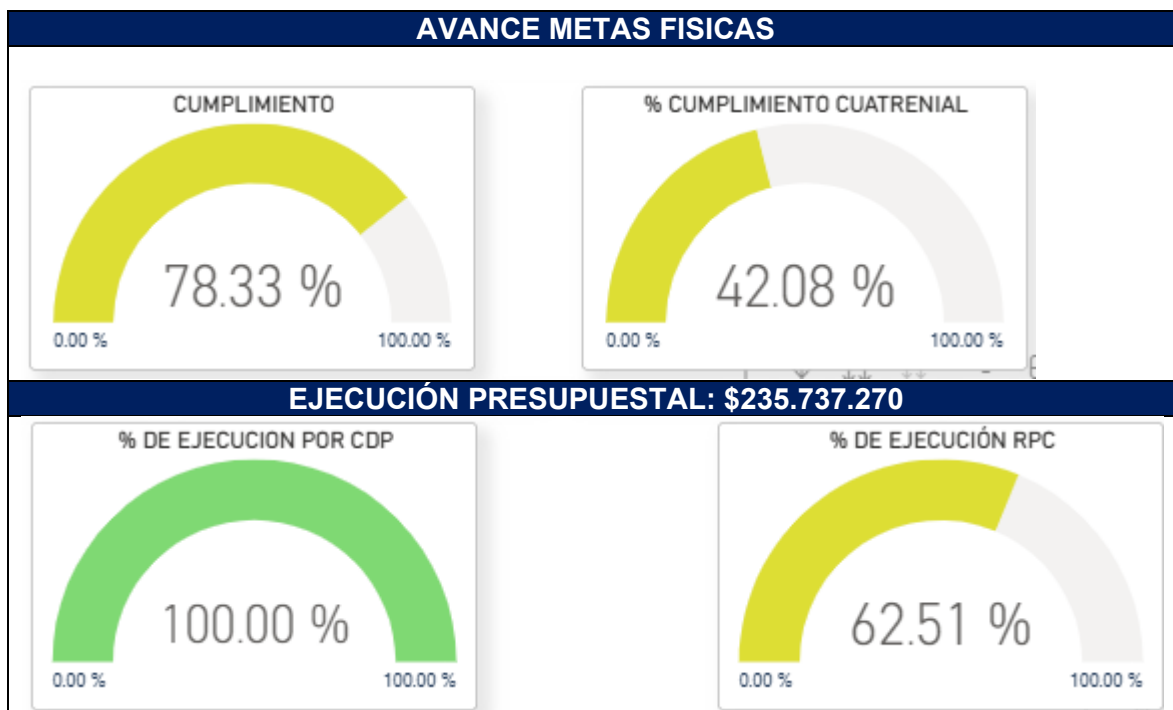 AVANCE METAS FISICAS
CUMPLIMIENTO
78.33 %
0.00 %
100.00 %
% CUMPLIMIENTO CUATRENIAL
42.08 %
0.00 %
100.00 %
EJECUCIÓN PRESUPUESTAL: $235.737.270
% DE EJECUCION POR CDP
100.00 %
0.00 %
100.00 %
% DE EJECUCIÓN RPC
62.51 %
0.00 %
100.00 %